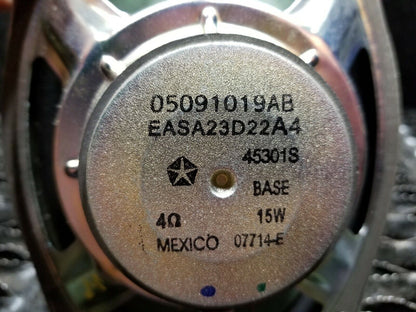 05091019AB
EASA23D22A4
45301S
BASE
4Ω 15W
MEXICO 07714-E